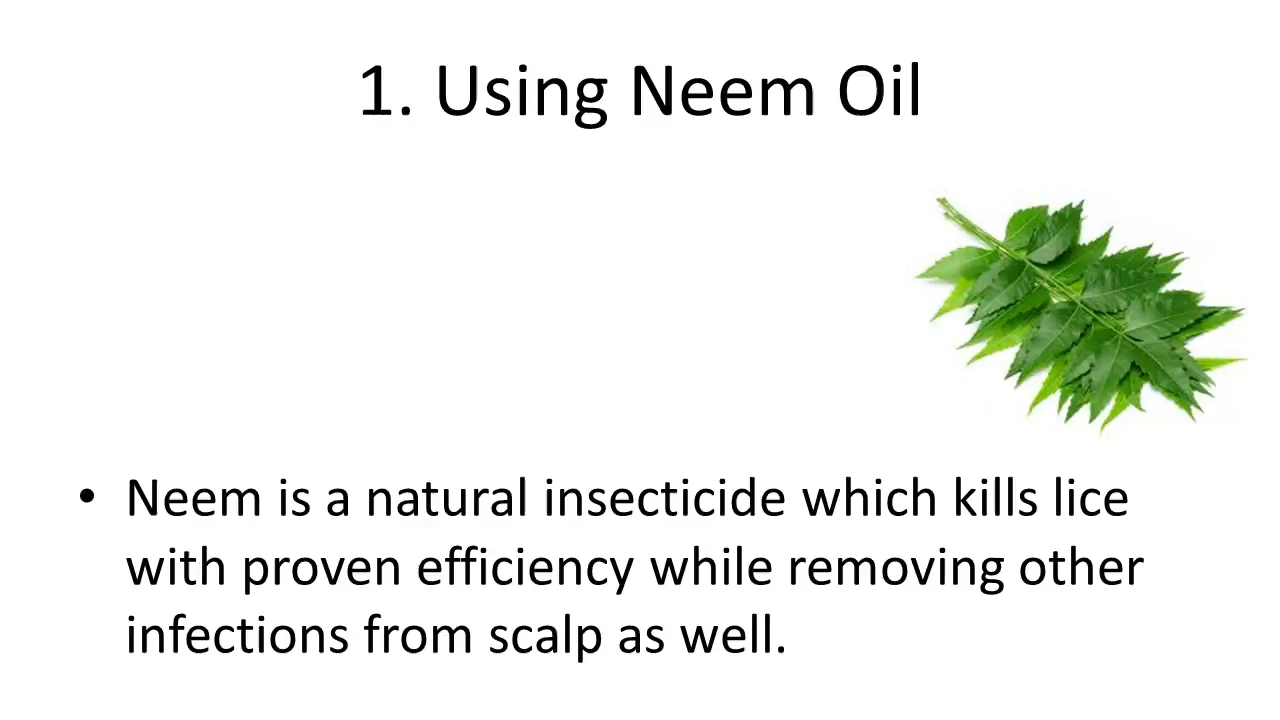 1. Using Neem Oil
• Neem is a natural insecticide which kills lice
with proven efficiency while removing other
infections from scalp as well.